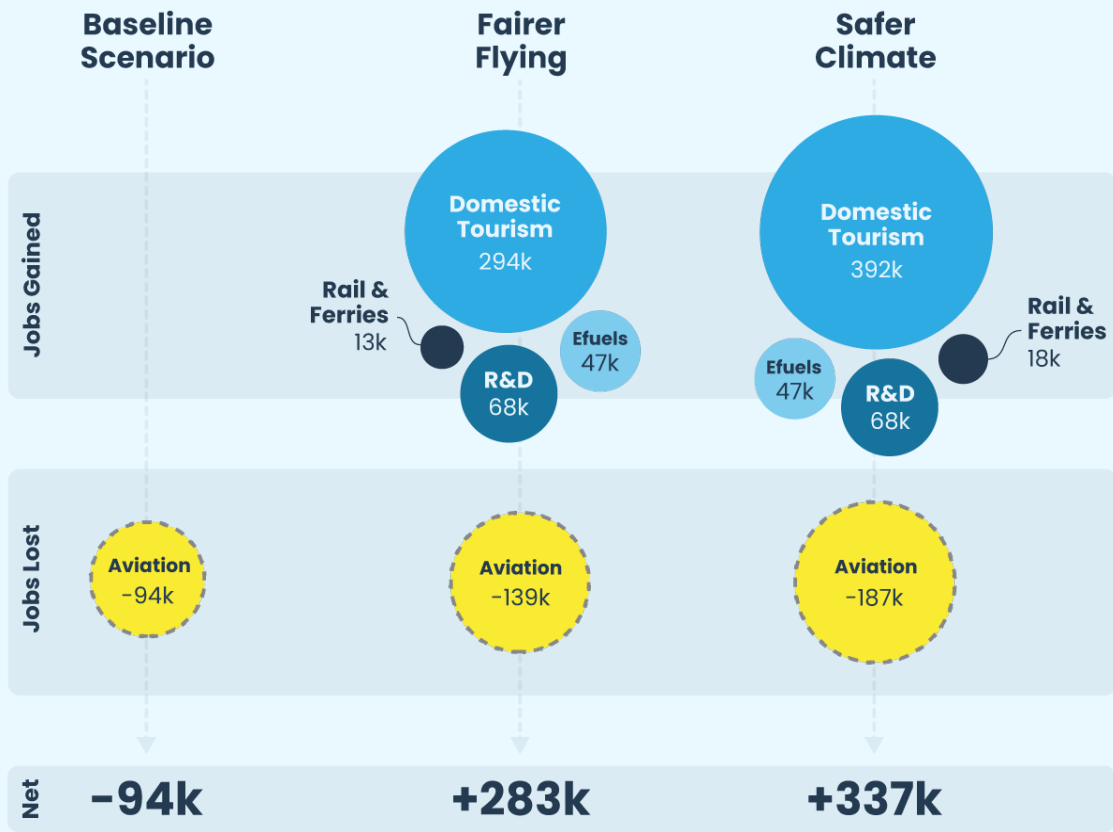 Baseline
Scenario
Fairer
Flying
Safer
Climate
Jobs Gained
Domestic
Tourism
294k
Rail &
Ferries
13k
Efuels
47k
R&D
68k
Domestic
Tourism
392k
Rail &
Ferries
18k
Efuels
47k
R&D
68k
Jobs Lost
Aviation
-94k
Aviation
-139k
Aviation
-187k
Net
-94k
+283k
+337k